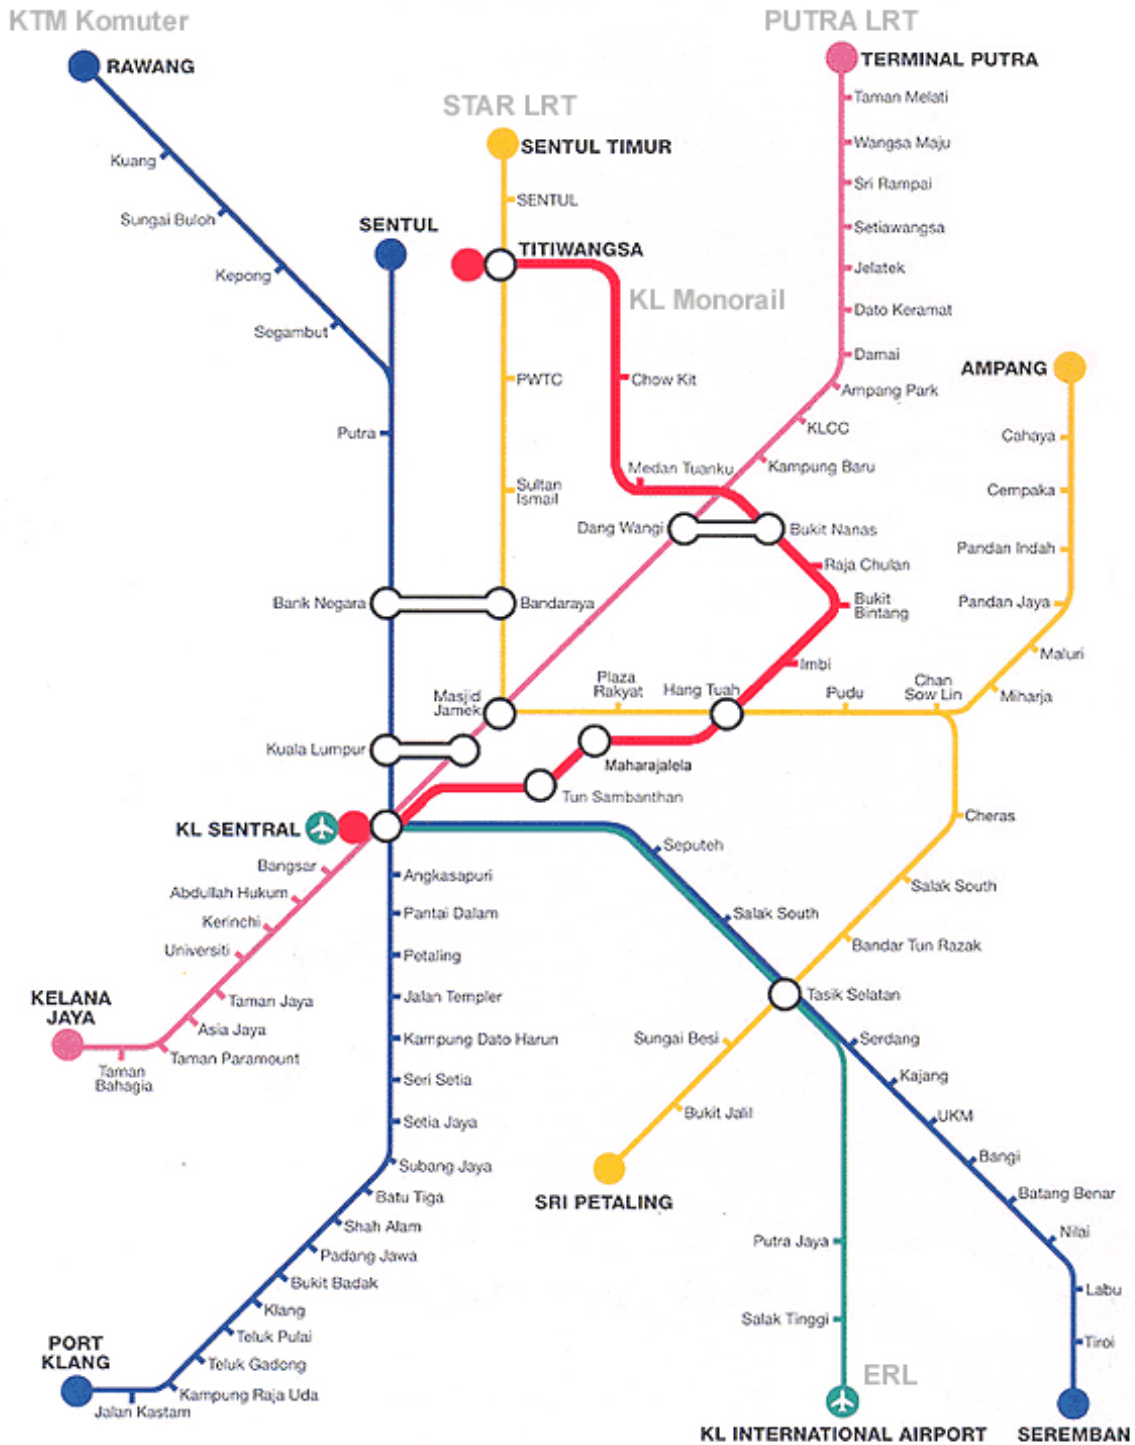 KTM Komuter
PUTRA LRT
RAWANG
TERMINAL PUTRA
Taman Melati
STAR LRT
SENTUL TIMUR
Wangsa Maju
Kuang
Sri Rampai
SENTUL
Sungai Buloh
SENTUL
Setiawangsa
TITIWANGSA
Jelatek
Kepong
KL Monorail
Dato Keramat
Segambut
Damai
AMPANG
PWTC
Chow Kit
Ampang Park
KLCC
Putra
Cahaya
Medan Tuanku
Kampung Baru
Sultan
Ismail
Cempaka
Dang Wangi
Bukit Nanas
Pandan Indah
Raja Chulan
Bank Negara
Bandaraya
Bukit
Bintang
Pandan Jaya
Maluri
Imbi
Plaza
Rakyat
Hang Tuah
Pudu
Chan
Sow Lin
Miharja
Masjid
Jamek
Kuala Lumpur
Maharajalela
Tun Sambanthan
KL SENTRAL
Cheras
Seputeh
Bangsar
Angkasapuri
Salak South
Abdullah Hukum
Pantai Dalam
Salak South
Kerinchi
Bandar Tun Razak
Universiti
Petaling
KELANA
JAYA
Taman Jaya
Jalan Templer
Tasik Selatan
Asia Jaya
Kampung Dato Harun
Sungai Besi
Serdang
Taman Paramount
Taman
Bahagia
Seri Setia
Kajang
Setia Jaya
Bukit Jalil
UKM
Subang Jaya
Bangi
Batu Tiga
SRI PETALING
Batang Benar
Shah Alam
Nilai
Padang Jawa
Putra Jaya
Bukit Badak
Labu
Klang
Salak Tinggi
Teluk Pulai
Tiroi
PORT
KLANG
Teluk Gadong
ERL
Kampung Raja Uda
Jalan Kastam
KL INTERNATIONAL AIRPORT
SEREMBAN